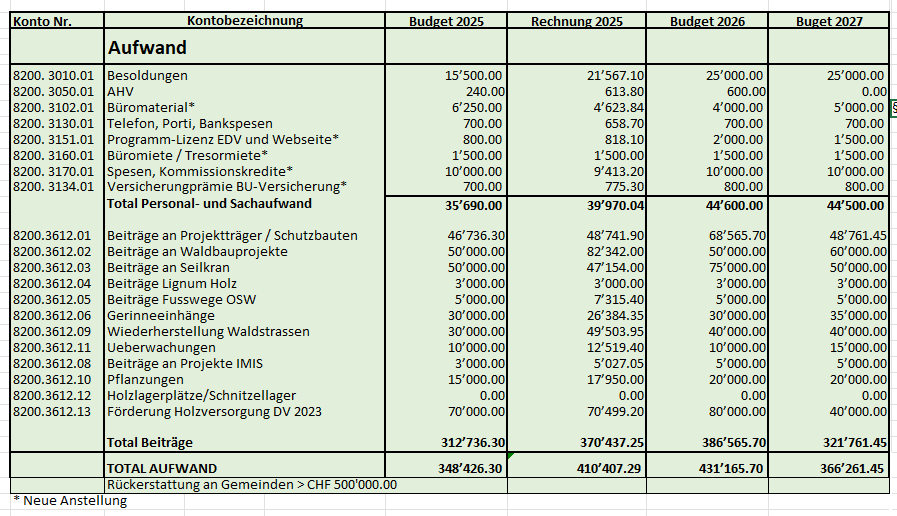 Konto Nr. Kontobezeichnung Budget 2025 Rechnung 2025 Budget 2026 Buget 2027
Aufwand
8200. 3010.01 Besoldungen 15'500.00 21'567.10 25'000.00 25'000.00
8200. 3050.01 AHV 240.00 613.80 600.00 0.00
8200. 3102.01 Büromaterial* 6'250.00 4'623.84 4'000.00 5'000.00
8200. 3130.01 Telefon, Porti, Bankspesen 700.00 658.70 700.00 700.00
8200. 3151.01 Programm-Lizenz EDV und Webseite* 800.00 818.10 2'000.00 1'500.00
8200. 3160.01 Büromiete / Tresormiete* 1'500.00 1'500.00 1'500.00 1'500.00
8200. 3170.01 Spesen, Kommissionskredite* 10'000.00 9'413.20 10'000.00 10'000.00
8200. 3134.01 Versicherungprämie BU-Versicherung* 700.00 775.30 800.00 800.00
Total Personal- und Sachaufwand 35'690.00 39'970.04 44'600.00 44'500.00
8200.3612.01 Beiträge an Projektträger / Schutzbauten 46'736.30 48'741.90 68'565.70 48'761.45
8200.3612.02 Beiträge an Waldbauprojekte 50'000.00 82'342.00 50'000.00 60'000.00
8200.3612.03 Beiträge an Seilkran 50'000.00 47'154.00 75'000.00 50'000.00
8200.3612.04 Beiträge Lignum Holz 3'000.00 3'000.00 3'000.00 3'000.00
8200.3612.05 Beiträge Fusswege OSW 5'000.00 7'315.40 5'000.00 5'000.00
8200.3612.06 Gerinneeinhänge 30'000.00 26'384.35 30'000.00 35'000.00
8200.3612.09 Wiederherstellung Waldstrassen 30'000.00 49'503.95 40'000.00 40'000.00
8200.3612.11 Ueberwachungen 10'000.00 12'519.40 10'000.00 15'000.00
8200.3612.08 Beiträge an Projekte IMIS 3'000.00 5'027.05 5'000.00 5'000.00
8200.3612.10 Pflanzungen 15'000.00 17'950.00 20'000.00 20'000.00
8200.3612.12 Holzlagerplätze/Schnitzellager 0.00 0.00 0.00 0.00
8200.3612.13 Förderung Holzversorgung DV 2023 70'000.00 70'499.20 80'000.00 40'000.00
Total Beiträge 312'736.30 370'437.25 386'565.70 321'761.45
TOTAL AUFWAND 348'426.30 410'407.29 431'165.70 366'261.45
Rückerstattung an Gemeinden > CHF 500'000.00
* Neue Anstellung